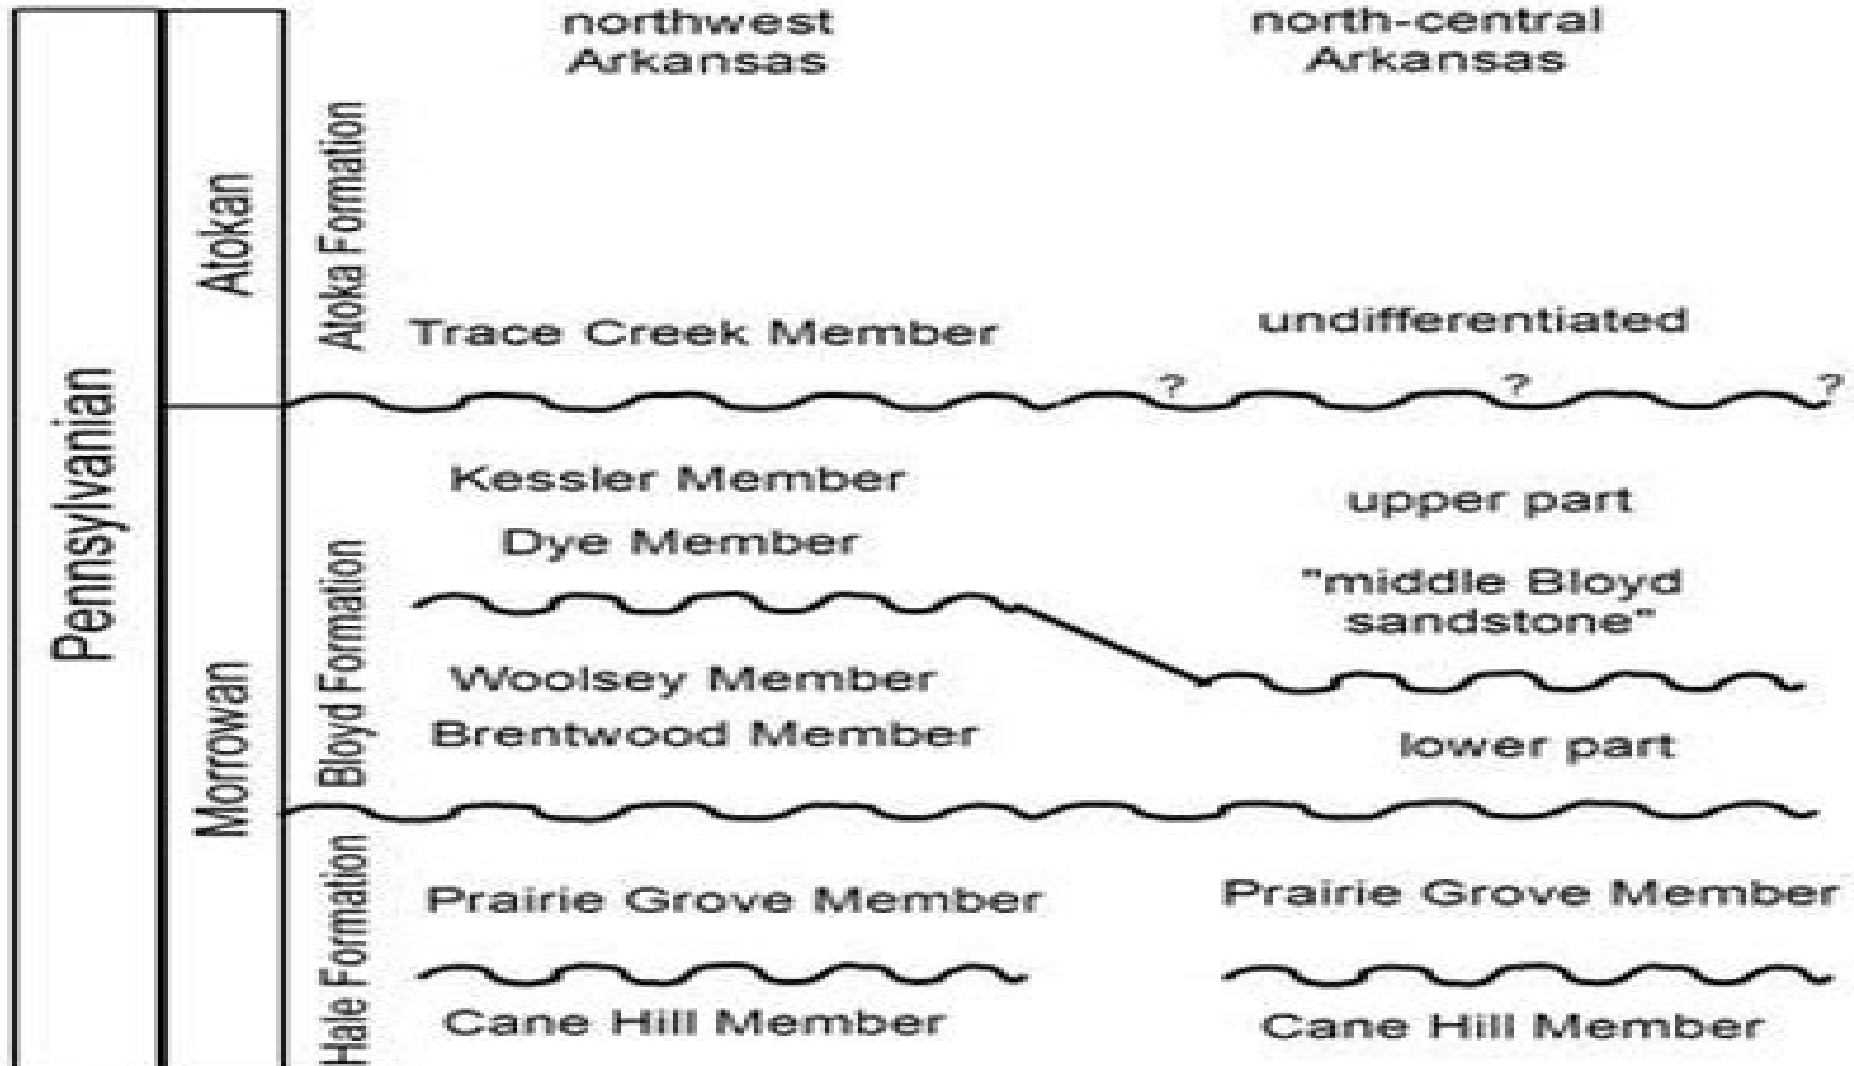 northwest
Arkansas
north-central
Arkansas
Pennsylvanian
Atokan
Atoka Formation
Trace Creek Member
undifferentiated
? ? ?
Morrowan
Bloyd Formation
Kessler Member
Dye Member
upper part
"middle Bloyd
sandstone"
Woolsey Member
Brentwood Member
lower part
Hale Formation
Prairie Grove Member
Prairie Grove Member
Cane Hill Member
Cane Hill Member